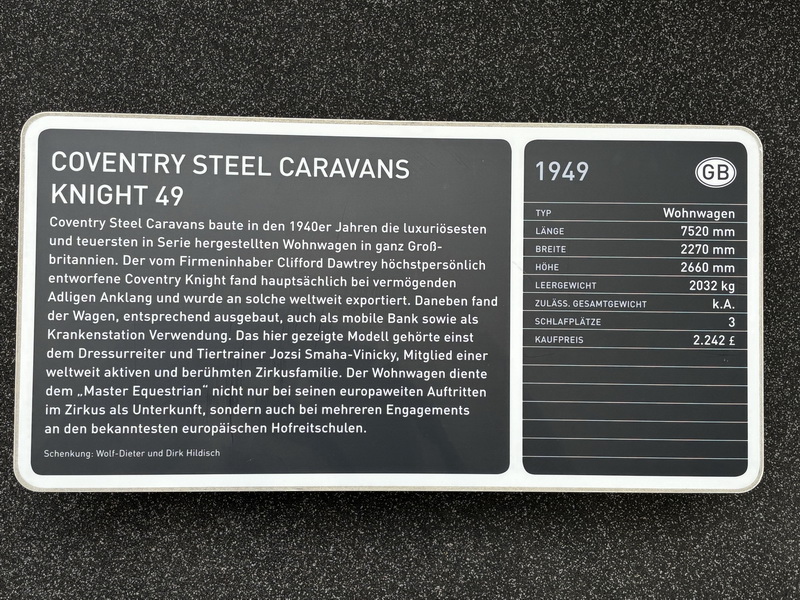 COVENTRY STEEL CARAVANS
KNIGHT 49
Coventry Steel Caravans baute in den 1940er Jahren die luxuriösesten
und teuersten in Serie hergestellten Wohnwagen in ganz Groß-
britannien. Der vom Firmeninhaber Clifford Dawtrey höchstpersönlich
entworfene Coventry Knight fand hauptsächlich bei vermögenden
Adligen Anklang und wurde an solche weltweit exportiert. Daneben fand
der Wagen, entsprechend ausgebaut, auch als mobile Bank sowie als
Krankenstation Verwendung. Das hier gezeigte Modell gehörte einst
dem Dressurreiter und Tiertrainer Jozsi Smaha-Vinicky, Mitglied einer
weltweit aktiven und berühmten Zirkusfamilie. Der Wohnwagen diente
dem „Master Equestrian“ nicht nur bei seinen europaweiten Auftritten
im Zirkus als Unterkunft, sondern auch bei mehreren Engagements
an den bekanntesten europäischen Hofreitschulen.
Schenkung: Wolf-Dieter und Dirk Hildisch
1949 GB
TYP Wohnwagen
LÄNGE 7520 mm
BREITE 2270 mm
HÖHE 2660 mm
LEERGEWICHT 2032 kg
ZULÄSS. GESAMTGEWICHT k.A.
SCHLAFPLÄTZE 3
KAUFPREIS 2.242 £